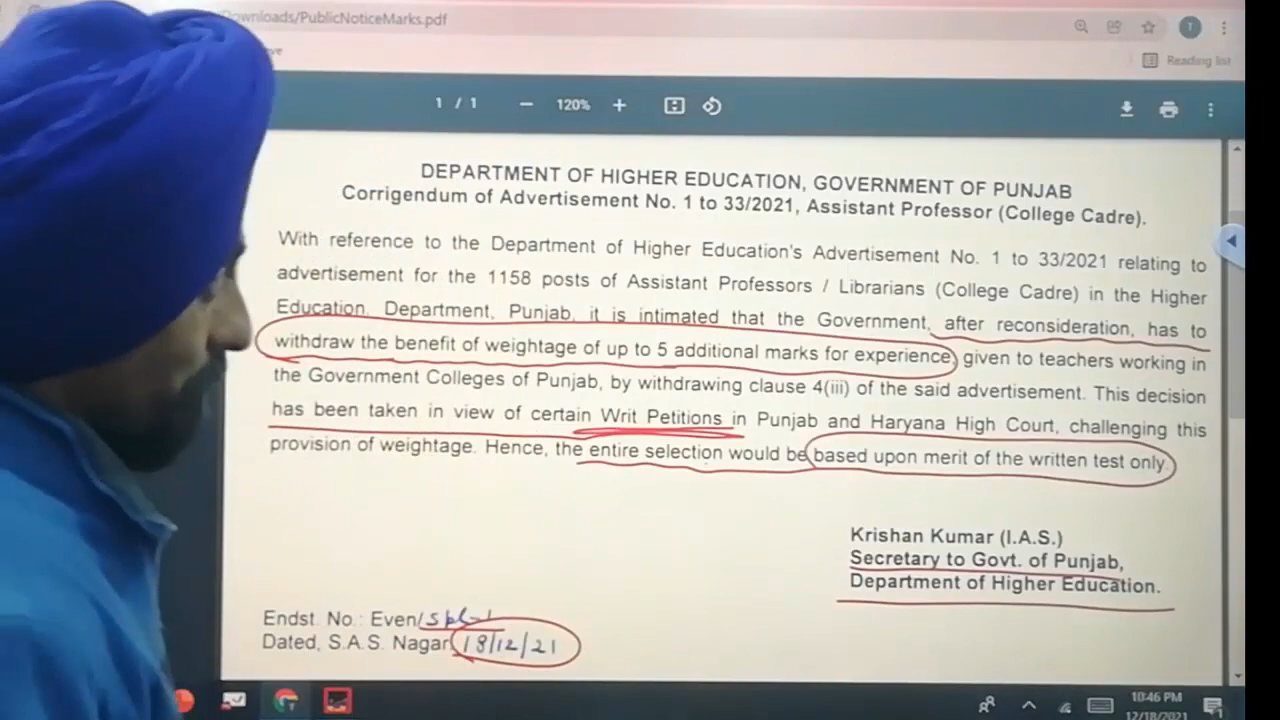 Downloads/PublicNoticeMarks.pdf
Reading list
1 / 1
120%
DEPARTMENT OF HIGHER EDUCATION, GOVERNMENT OF PUNJAB
Corrigendum of Advertisement No. 1 to 33/2021, Assistant Professor (College Cadre).
With reference to the Department of Higher Education's Advertisement No. 1 to 33/2021 relating to
advertisement for the 1158 posts of Assistant Professors / Librarians (College Cadre) in the Higher
Education Department, Punjab, it is intimated that the Government, after reconsideration, has to
withdraw the benefit of weightage of up to 5 additional marks for experience given to teachers working in
the Government Colleges of Punjab, by withdrawing clause 4(iii) of the said advertisement. This decision
has been taken in view of certain Writ Petitions in Punjab and Haryana High Court, challenging this
provision of weightage. Hence, the entire selection would be based upon merit of the written test only.
Krishan Kumar (I.A.S.)
Secretary to Govt. of Punjab,
Department of Higher Education.
Endst. No.: Even/
Dated, S.A.S. Nagar 18/12/21
10:46 PM
12/18/2021